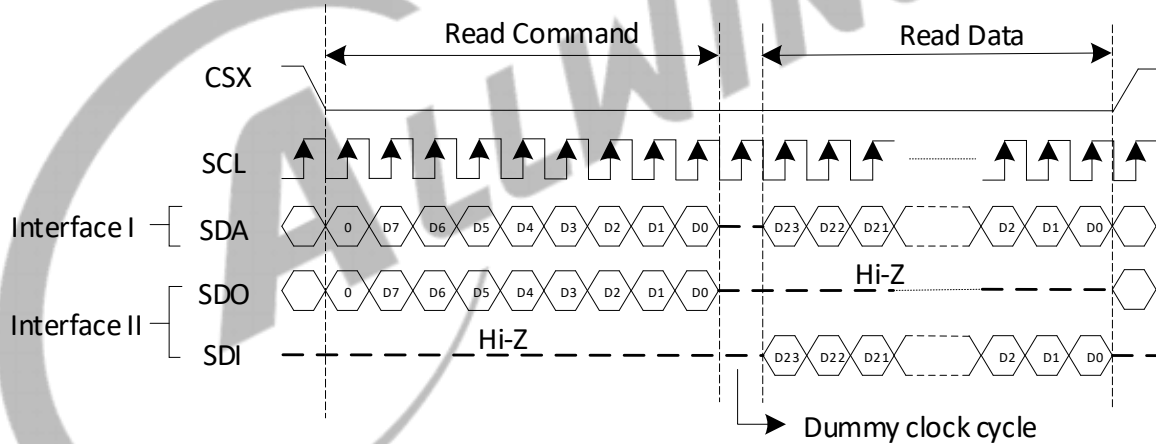 ALLWIN
Read Command
Read Data
CSX
SCL
Interface I
SDA
0 D7 D6 D5 D4 D3 D2 D1 D0 D23 D22 D21 D2 D1 D0
Hi-Z
SDO
0 D7 D6 D5 D4 D3 D2 D1 D0
Interface II
Hi-Z
SDI
D23 D22 D21 D2 D1 D0
Dummy clock cycle